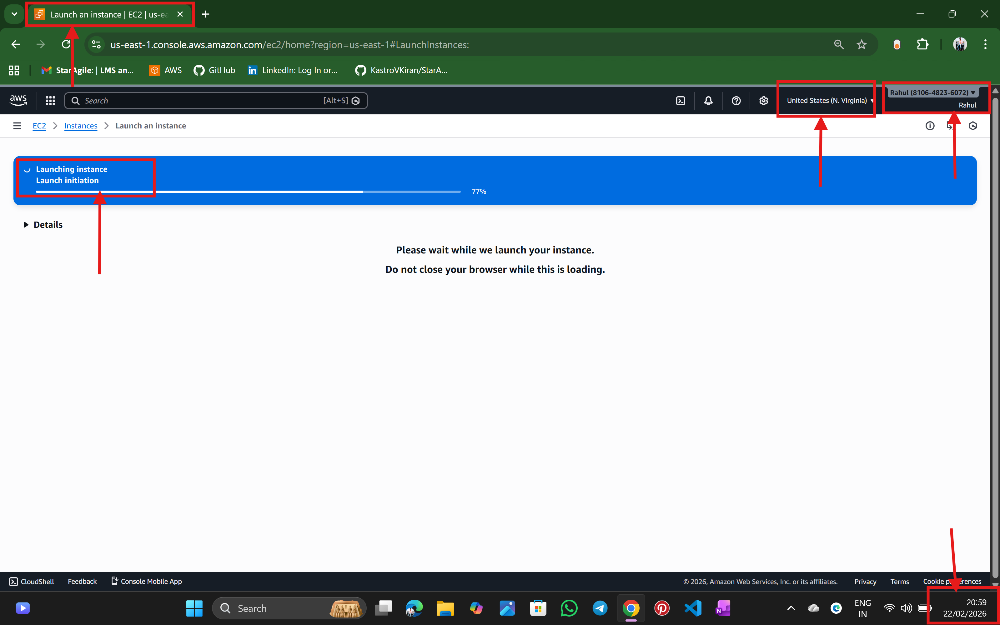 Launch an instance | EC2 | us-ea
us-east-1.console.aws.amazon.com/ec2/home?region=us-east-1#LaunchInstances:
StarAgile: | LMS an...
AWS
GitHub
LinkedIn: Log In or...
KastroVKiran/StarA...
aws
Search
[Alt+S]
United States (N. Virginia)
Rahul (8106-4823-6072)
Rahul
EC2
Instances
Launch an instance
Launching instance
Launch initiation
77%
Details
Please wait while we launch your instance.
Do not close your browser while this is loading.
CloudShell
Feedback
Console Mobile App
© 2026, Amazon Web Services, Inc. or its affiliates.
Privacy
Terms
Cookie preferences
Search
ENG
IN
20:59
22/02/2026